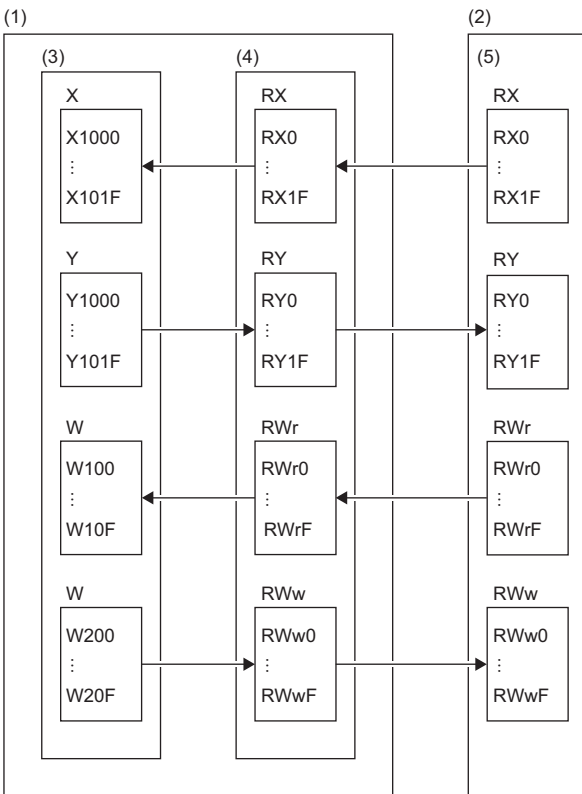 (1)
(2)
(3)
(4)
(5)
X
RX
RX
X1000
RX0
RX0
⋮
⋮
⋮
X101F
RX1F
RX1F
Y
RY
RY
Y1000
RY0
RY0
⋮
⋮
⋮
Y101F
RY1F
RY1F
W
RWr
RWr
W100
RWr0
RWr0
⋮
⋮
⋮
W10F
RWrF
RWrF
W
RWw
RWw
W200
RWw0
RWw0
⋮
⋮
⋮
W20F
RWwF
RWwF